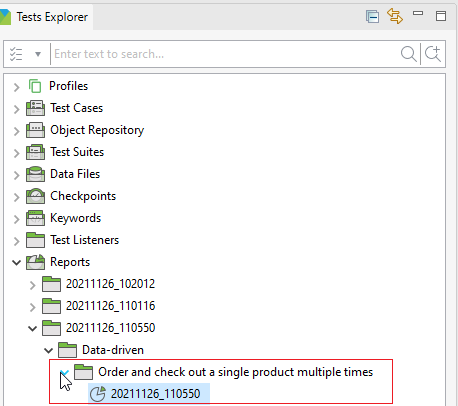 Tests Explorer
Enter text to search...
Profiles
Test Cases
Object Repository
Test Suites
Data Files
Checkpoints
Keywords
Test Listeners
Reports
20211126_102012
20211126_110116
20211126_110550
Data-driven
Order and check out a single product multiple times
20211126_110550